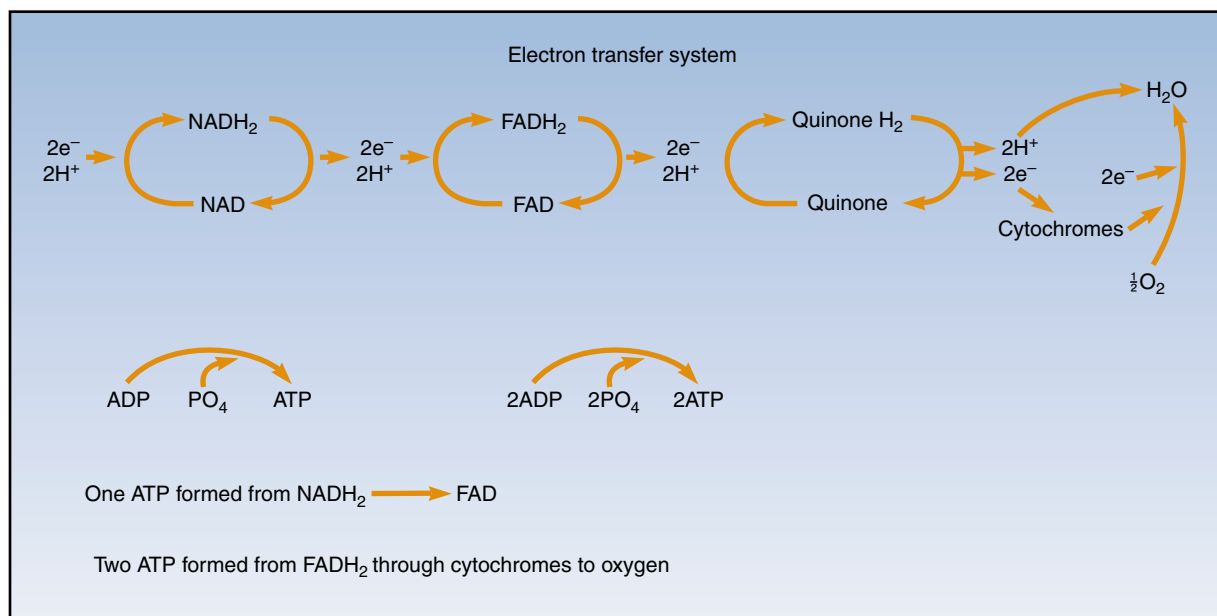 Electron transfer system
H₂O
NADH₂
FADH₂
Quinone H₂
2e⁻
2H⁺
2e⁻
2H⁺
2e⁻
2H⁺
2H⁺
2e⁻
2e⁻
NAD
FAD
Quinone
Cytochromes
½O₂
ADP PO₄ ATP
2ADP 2PO₄ 2ATP
One ATP formed from NADH₂ → FAD
Two ATP formed from FADH₂ through cytochromes to oxygen